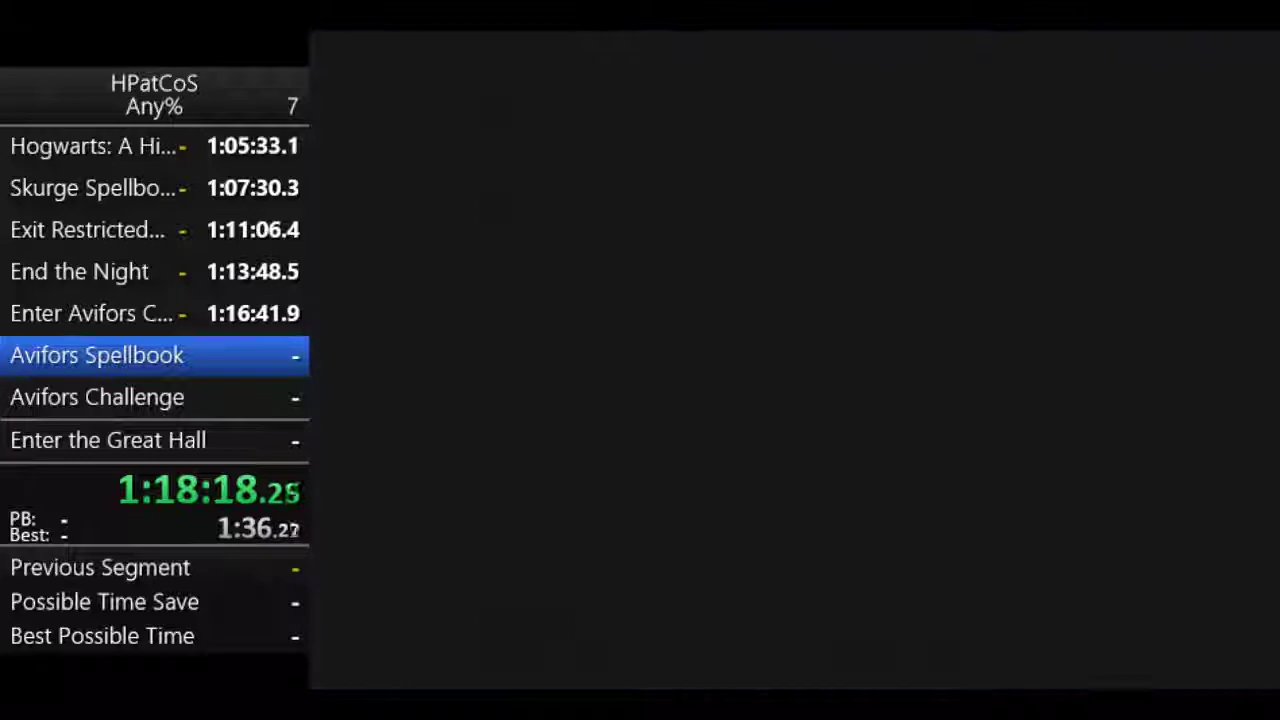 HPatCoS
Any% 7
Hogwarts: A Hi... - 1:05:33.1
Skurge Spellbo... - 1:07:30.3
Exit Restricted... - 1:11:06.4
End the Night - 1:13:48.5
Enter Avifors C... - 1:16:41.9
Avifors Spellbook -
Avifors Challenge -
Enter the Great Hall -
1:18:18.
PB: -
Best: - 1:36.
Previous Segment -
Possible Time Save -
Best Possible Time -